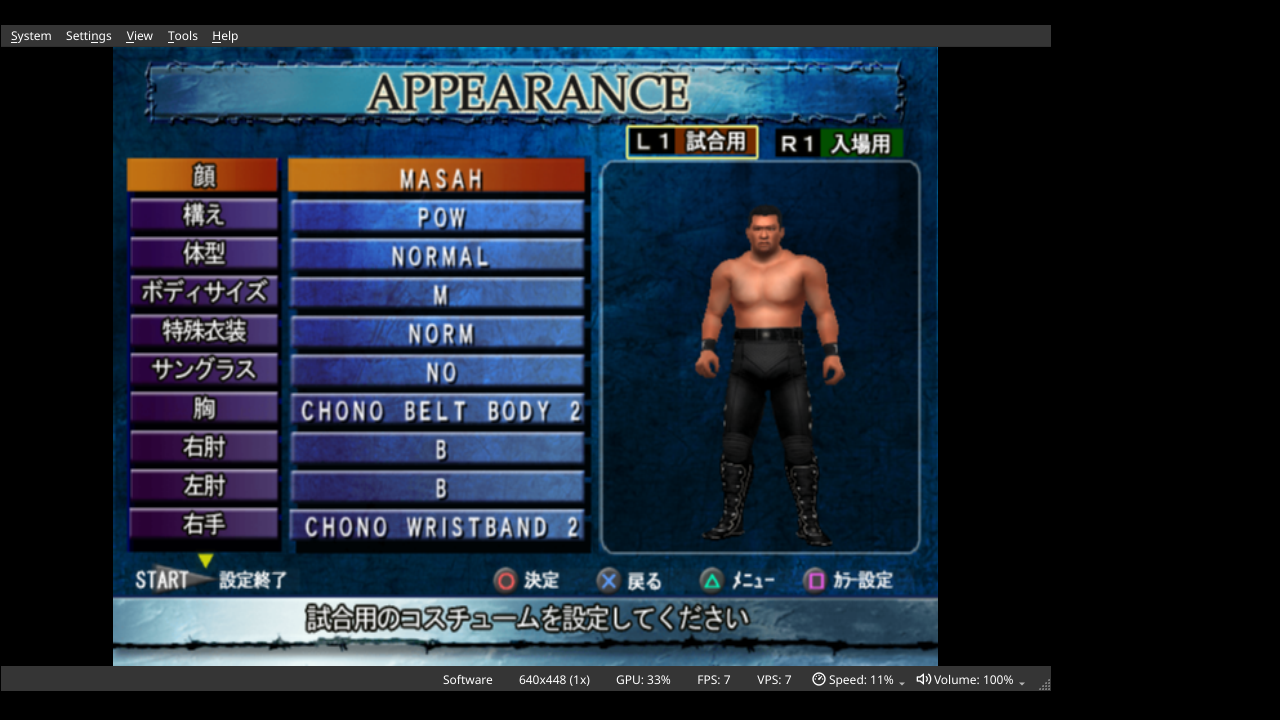 System Settings View Tools Help
APPEARANCE
L1 試合用 R1 入場用
顔 MASAH
構え POW
体型 NORMAL
ボディサイズ M
特殊衣装 NORM
サングラス NO
胸 CHONO BELT BODY 2
右肘 B
左肘 B
右手 CHONO WRISTBAND 2
START 設定終了 決定 戻る メニュー カラー設定
試合用のコスチュームを設定してください
Software 640x448 (1x) GPU: 33% FPS: 7 VPS: 7 Speed: 11% Volume: 100%